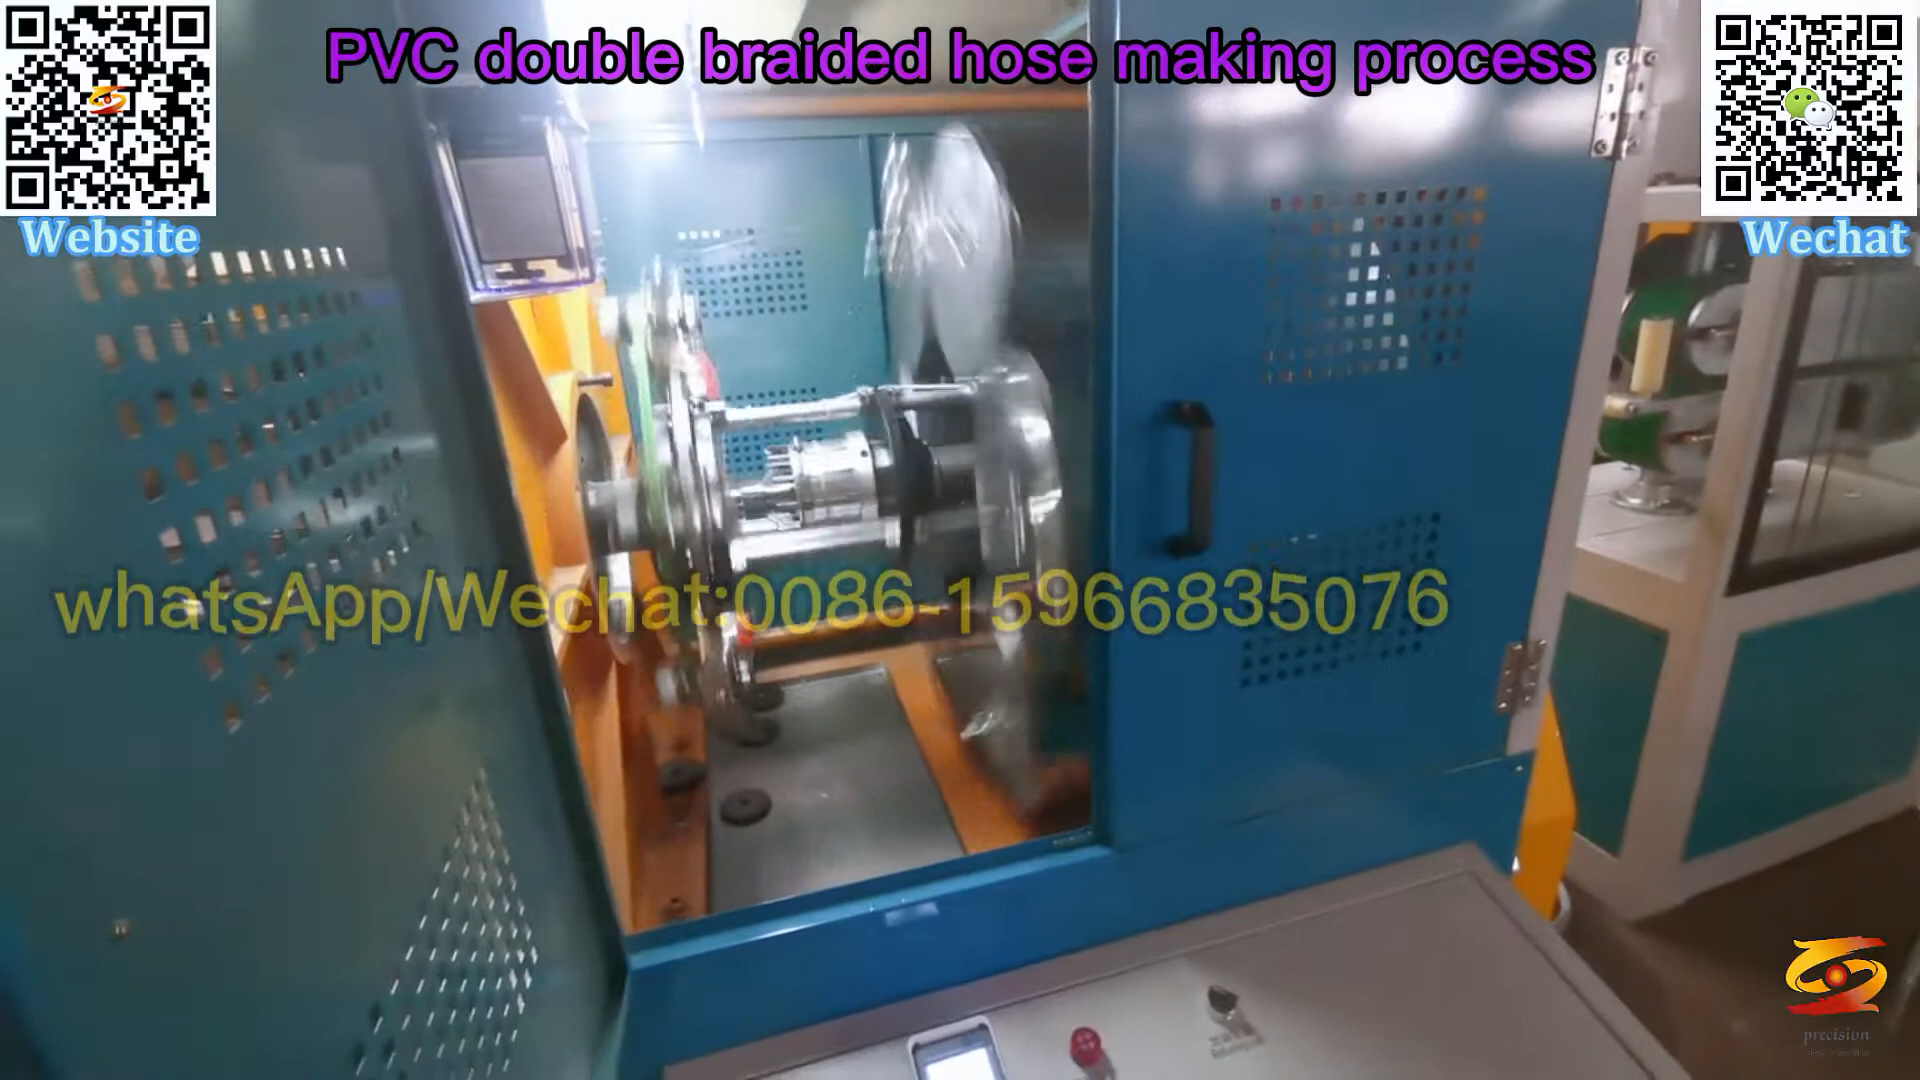 PVC double braided hose making process
Website
Wechat
whatsApp/Wechat:0086-15966835076
precision